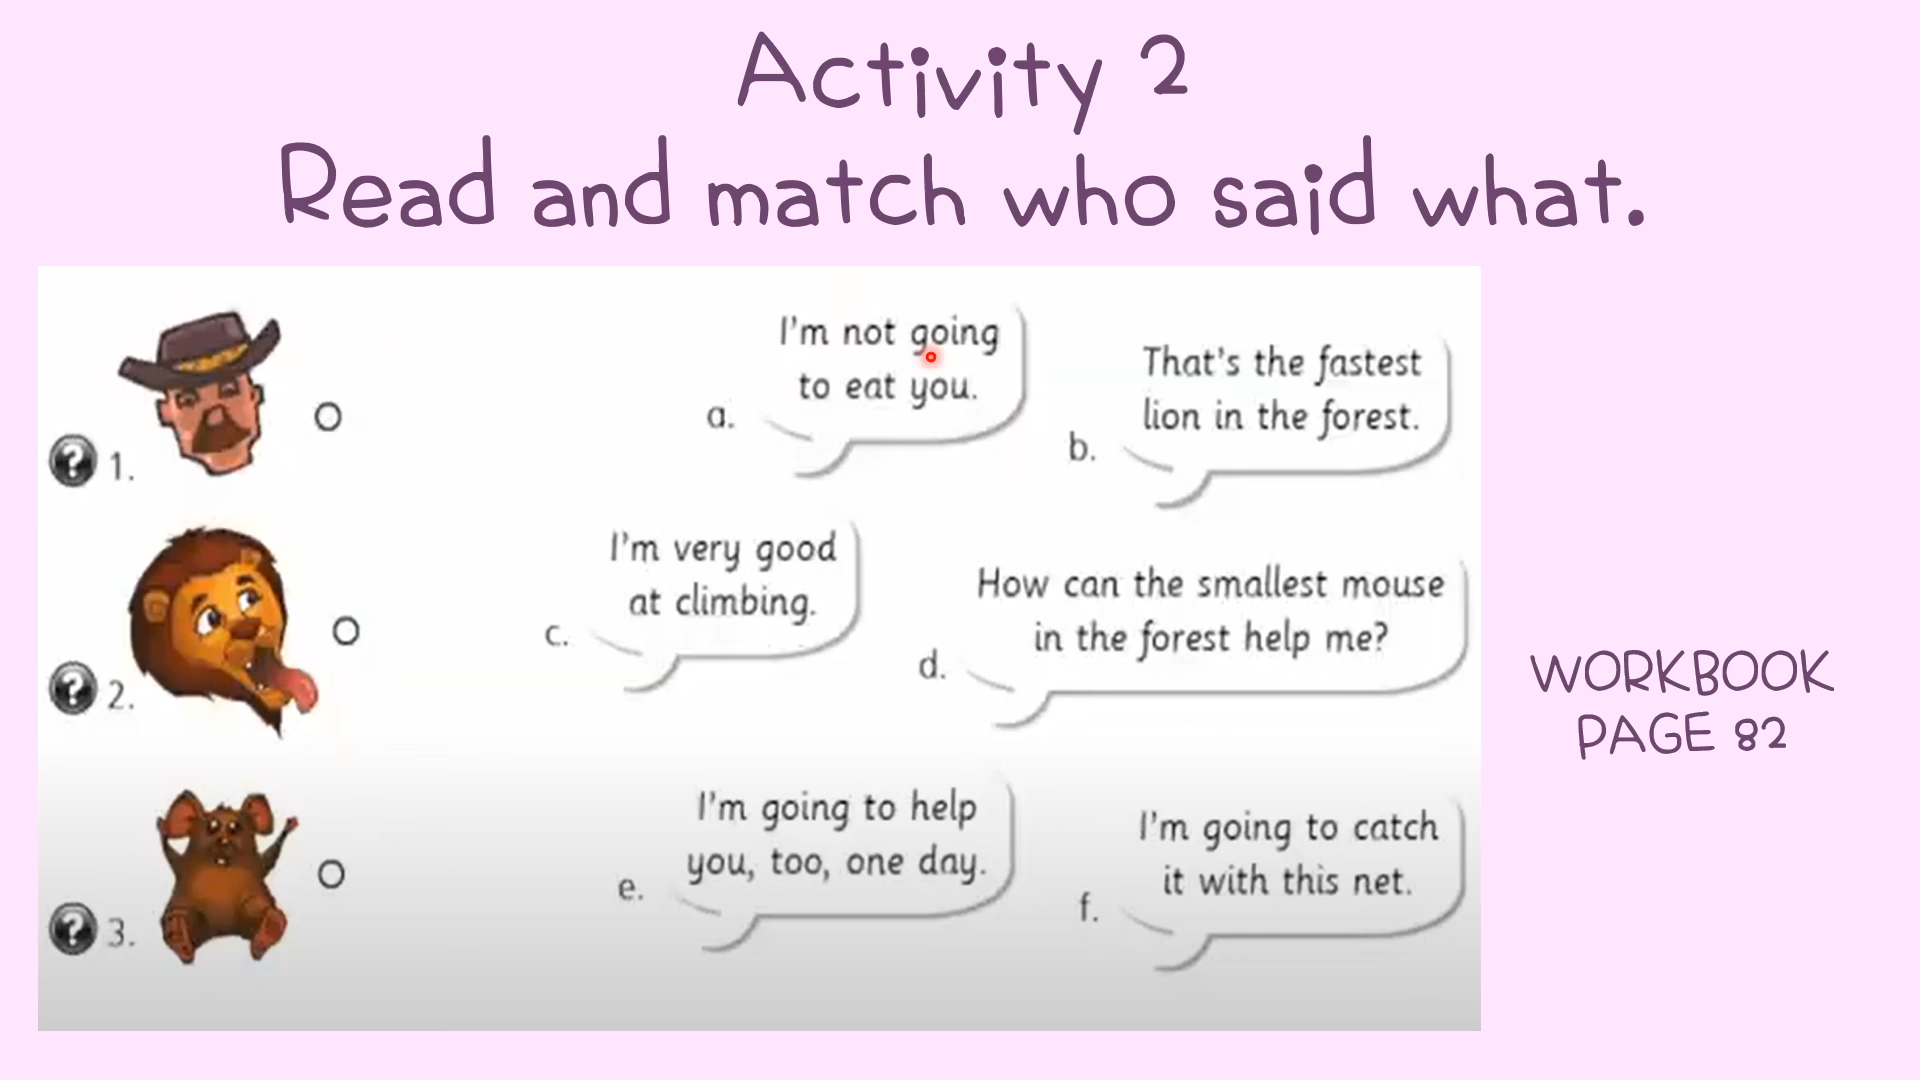 Activity 2
Read and match who said what.
? 1.
a.
I'm not going
to eat you.
b.
That's the fastest
lion in the forest.
? 2.
c.
I'm very good
at climbing.
d.
How can the smallest mouse
in the forest help me?
? 3.
e.
I'm going to help
you, too, one day.
f.
I'm going to catch
it with this net.
WORKBOOK
PAGE 82